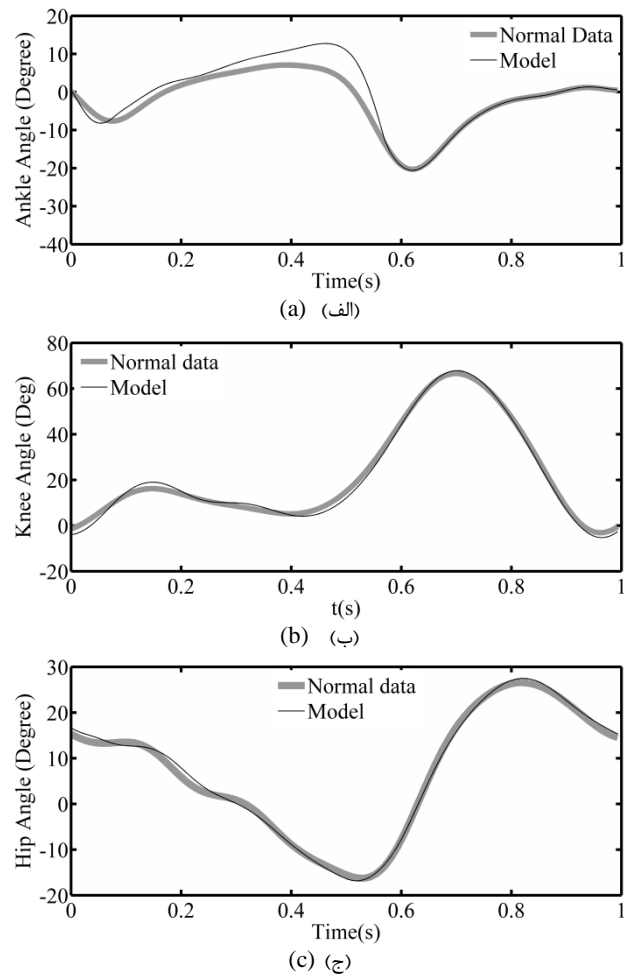 20
10
0
-10
-20
-30
-40
Ankle Angle (Degree)
Normal Data
Model
0 0.2 0.4 0.6 0.8 1
Time(s)
(a) (الف)
80
60
40
20
0
-20
Knee Angle (Deg)
Normal data
Model
0 0.2 0.4 0.6 0.8 1
t(s)
(b) (ب)
30
20
10
0
-10
-20
Hip Angle (Degree)
Normal data
Model
0 0.2 0.4 0.6 0.8 1
Time(s)
(c) (ج)